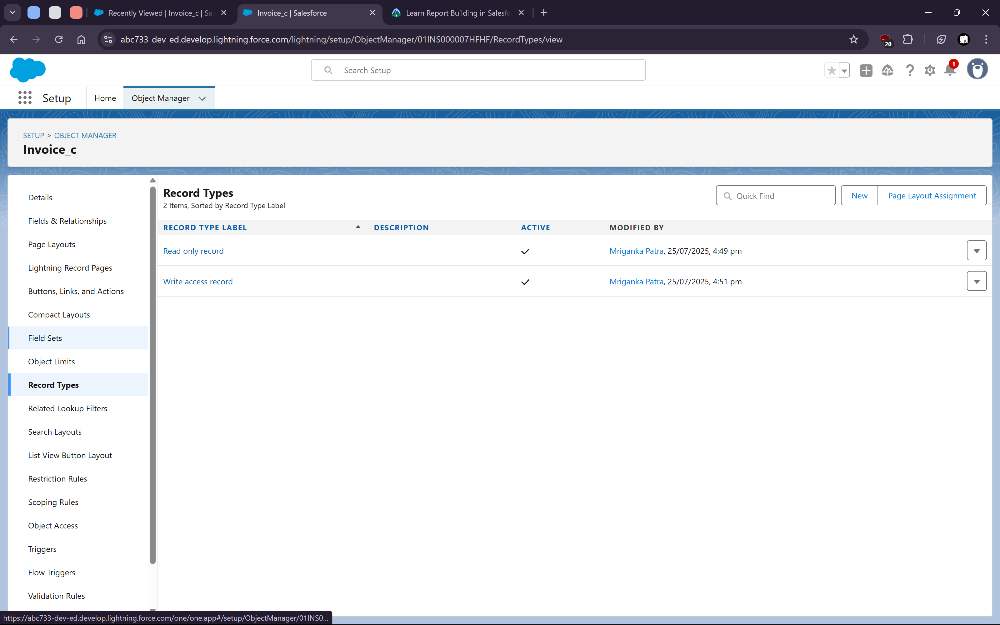 Recently Viewed | Invoice_c | Sa
Invoice_c | Salesforce
Learn Report Building in Salesfo
abc733-dev-ed.develop.lightning.force.com/lightning/setup/ObjectManager/01INS000007HFHF/RecordTypes/view
20
Search Setup
1
Setup
Home
Object Manager
SETUP > OBJECT MANAGER
Invoice_c
Details
Fields & Relationships
Page Layouts
Lightning Record Pages
Buttons, Links, and Actions
Compact Layouts
Field Sets
Object Limits
Record Types
Related Lookup Filters
Search Layouts
List View Button Layout
Restriction Rules
Scoping Rules
Object Access
Triggers
Flow Triggers
Validation Rules
Record Types
2 Items, Sorted by Record Type Label
Quick Find
New
Page Layout Assignment
RECORD TYPE LABEL DESCRIPTION ACTIVE MODIFIED BY
Read only record Mriganka Patra, 25/07/2025, 4:49 pm
Write access record Mriganka Patra, 25/07/2025, 4:51 pm
https://abc733-dev-ed.develop.lightning.force.com/one/one.app#/setup/ObjectManager/01INS0...